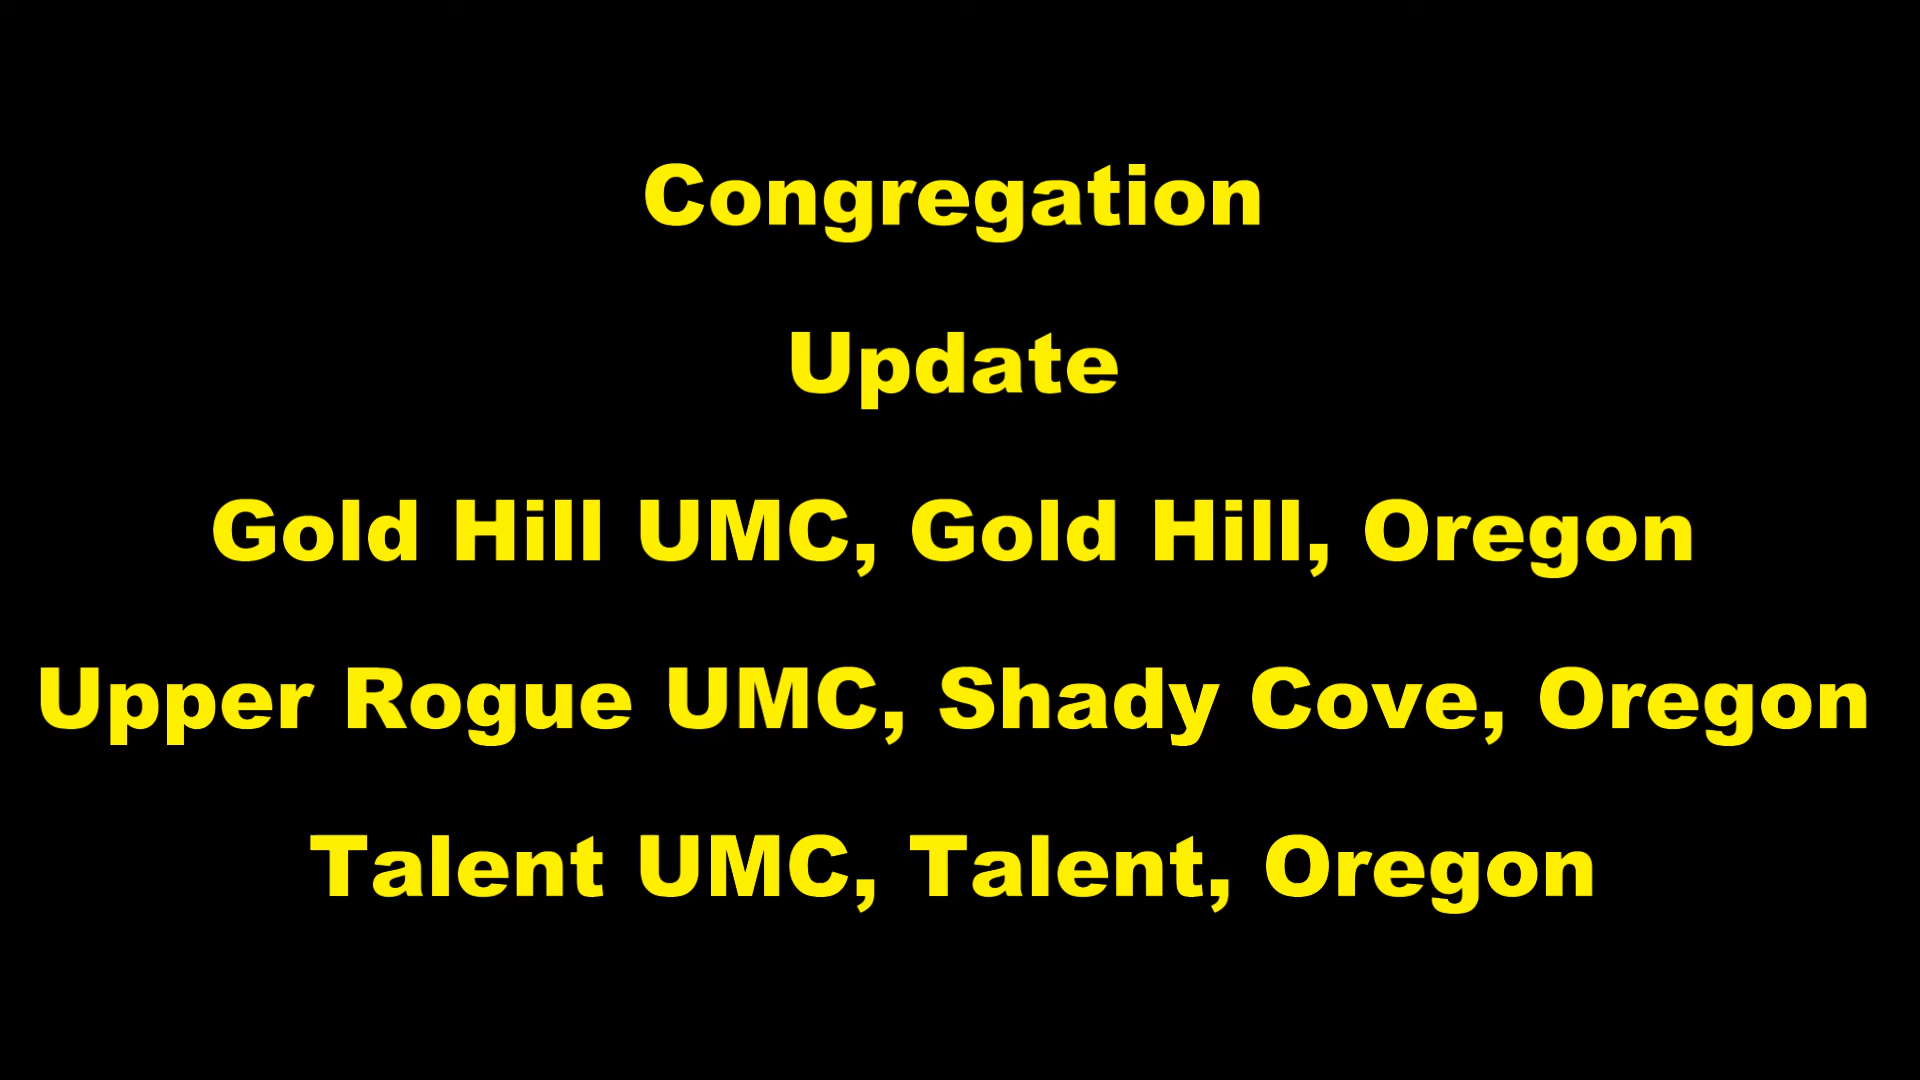 Congregation
Update
Gold Hill UMC, Gold Hill, Oregon
Upper Rogue UMC, Shady Cove, Oregon
Talent UMC, Talent, Oregon